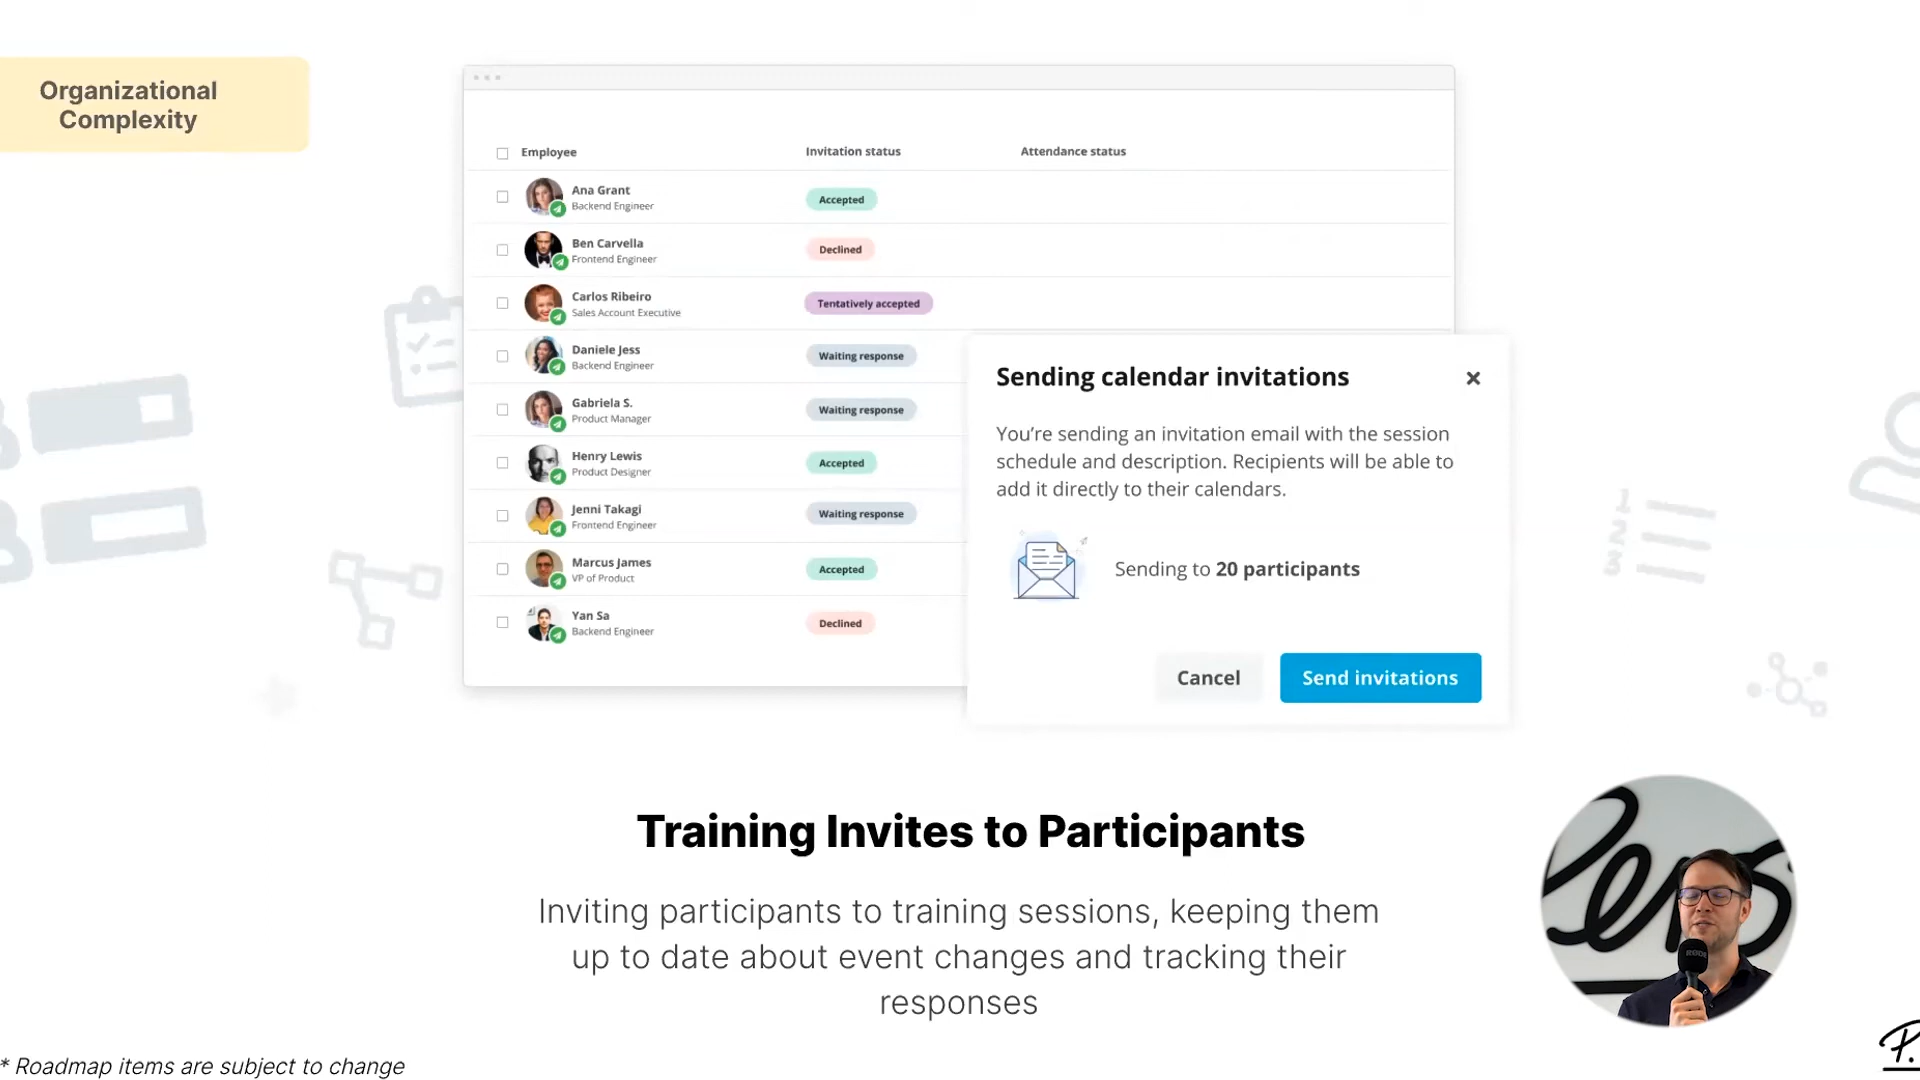 Organizational
Complexity
Employee Invitation status Attendance status
Ana Grant
Backend Engineer
Accepted
Ben Carvella
Frontend Engineer
Declined
Carlos Ribeiro
Sales Account Executive
Tentatively accepted
Daniele Jess
Backend Engineer
Waiting response
Gabriela S.
Product Manager
Waiting response
Henry Lewis
Product Designer
Accepted
Jenni Takagi
Frontend Engineer
Waiting response
Marcus James
VP of Product
Accepted
Yan Sa
Backend Engineer
Declined
Sending calendar invitations
You're sending an invitation email with the session
schedule and description. Recipients will be able to
add it directly to their calendars.
Sending to 20 participants
Cancel
Send invitations
1
2
3
Training Invites to Participants
Inviting participants to training sessions, keeping them
up to date about event changes and tracking their
responses
* Roadmap items are subject to change
P.